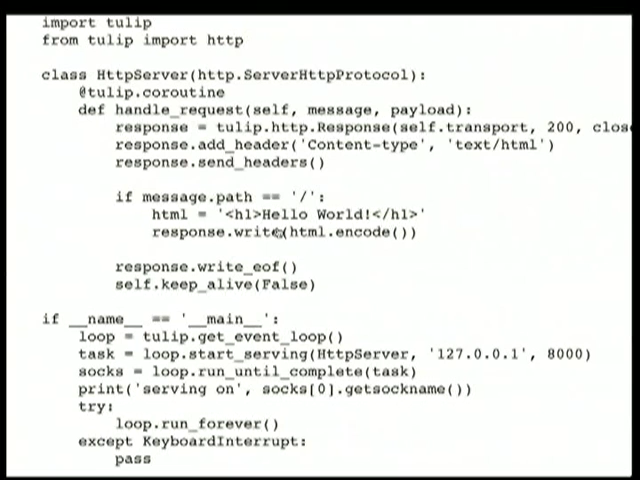 import tulip
from tulip import http
class HttpServer(http.ServerHttpProtocol):
@tulip.coroutine
def handle_request(self, message, payload):
response = tulip.http.Response(self.transport, 200, clos
response.add_header('Content-type', 'text/html')
response.send_headers()
if message.path == '/':
html = '<h1>Hello World!</h1>'
response.write(html.encode())
response.write_eof()
self.keep_alive(False)
if __name__ == '__main__':
loop = tulip.get_event_loop()
task = loop.start_serving(HttpServer, '127.0.0.1', 8000)
socks = loop.run_until_complete(task)
print('serving on', socks[0].getsockname())
try:
loop.run_forever()
except KeyboardInterrupt:
pass